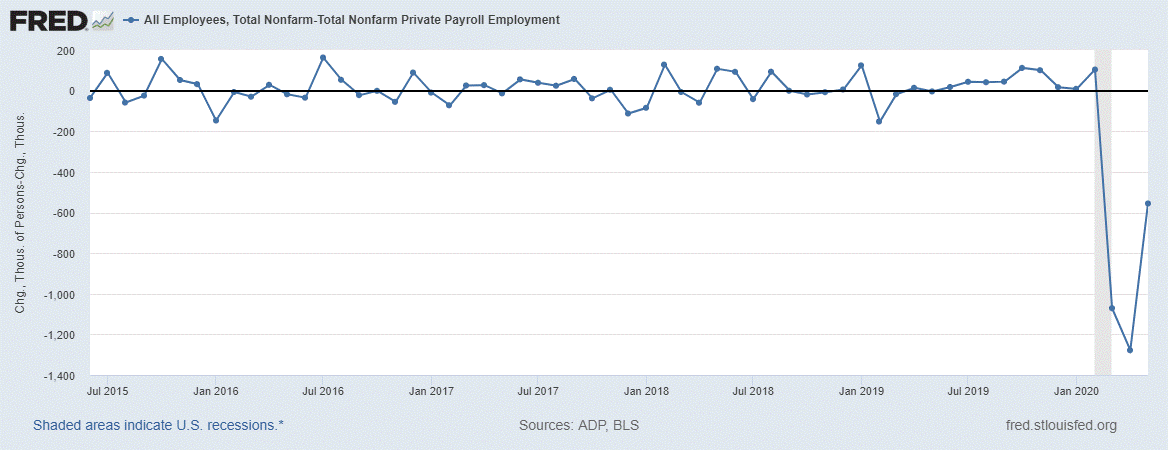 FRED
All Employees, Total Nonfarm-Total Nonfarm Private Payroll Employment
Chg., Thous. of Persons-Chg., Thous.
200
0
-200
-400
-600
-800
-1,000
-1,200
-1,400
Jul 2015 Jan 2016 Jul 2016 Jan 2017 Jul 2017 Jan 2018 Jul 2018 Jan 2019 Jul 2019 Jan 2020
Shaded areas indicate U.S. recessions.* Sources: ADP, BLS fred.stlouisfed.org